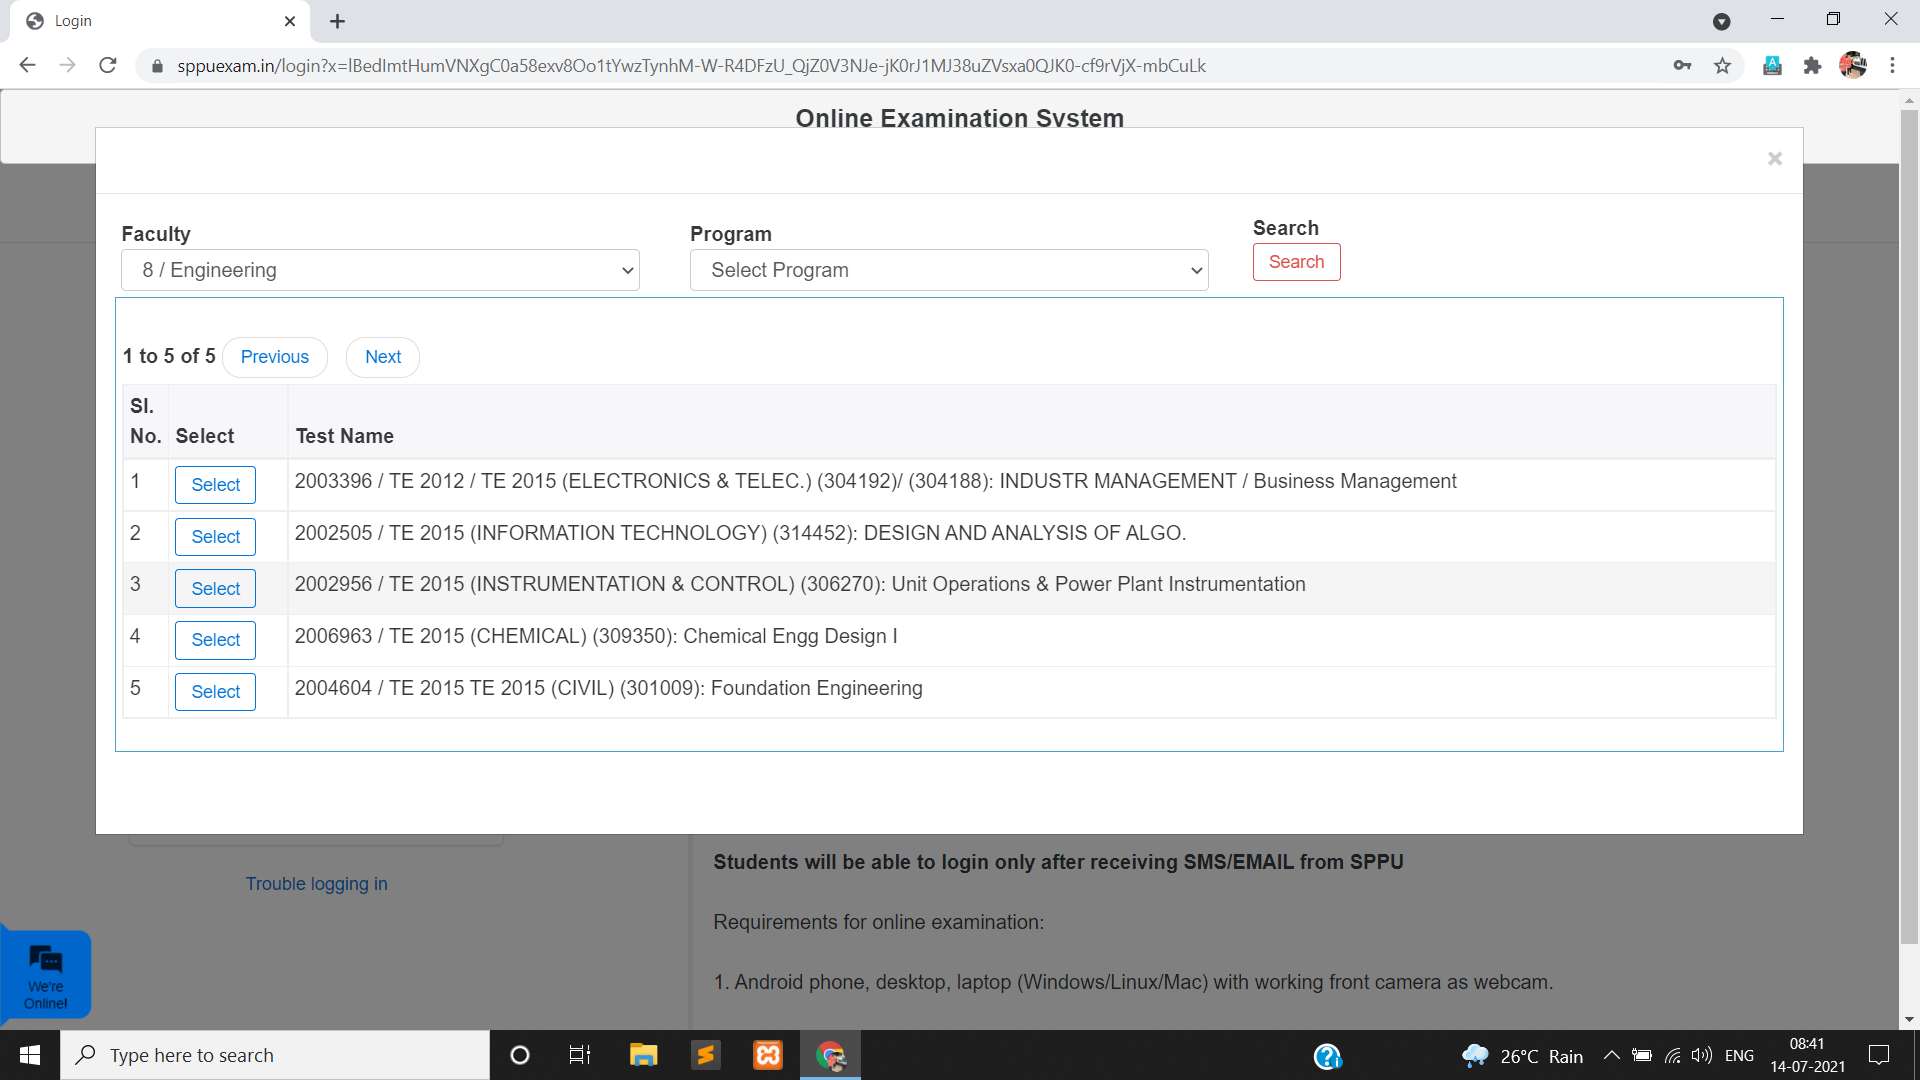 Login
sppuexam.in/login?x=lBedImtHumVNXgC0a58exv8Oo1tYwzTynhM-W-R4DFzU_QjZ0V3NJe-jK0rJ1MJ38uZVsxa0QJK0-cf9rVjX-mbCuLk
Online Examination System
Faculty
Program
Search
8 / Engineering
Select Program
Search
1 to 5 of 5 Previous Next
Sl. No. Select Test Name
1 Select 2003396 / TE 2012 / TE 2015 (ELECTRONICS & TELEC.) (304192)/ (304188): INDUSTR MANAGEMENT / Business Management
2 Select 2002505 / TE 2015 (INFORMATION TECHNOLOGY) (314452): DESIGN AND ANALYSIS OF ALGO.
3 Select 2002956 / TE 2015 (INSTRUMENTATION & CONTROL) (306270): Unit Operations & Power Plant Instrumentation
4 Select 2006963 / TE 2015 (CHEMICAL) (309350): Chemical Engg Design I
5 Select 2004604 / TE 2015 TE 2015 (CIVIL) (301009): Foundation Engineering
Students will be able to login only after receiving SMS/EMAIL from SPPU
Trouble logging in
Requirements for online examination:
We're
Online!
1. Android phone, desktop, laptop (Windows/Linux/Mac) with working front camera as webcam.
Type here to search
26°C Rain
ENG
08:41
14-07-2021